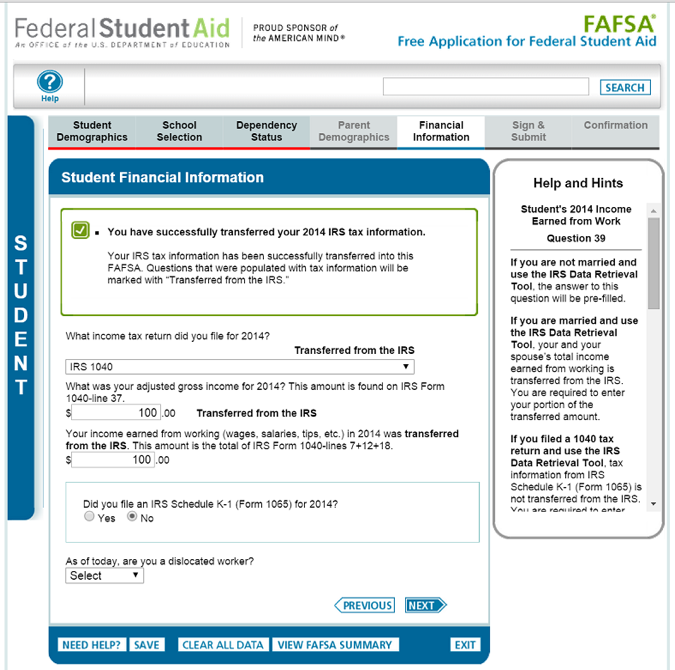 Federal Student Aid
An OFFICE of the U.S. DEPARTMENT of EDUCATION
PROUD SPONSOR of
the AMERICAN MIND®
FAFSA®
Free Application for Federal Student Aid
?
Help
SEARCH
Student
Demographics
School
Selection
Dependency
Status
Parent
Demographics
Financial
Information
Sign &
Submit
Confirmation
STUDENT
Student Financial Information
You have successfully transferred your 2014 IRS tax information.
Your IRS tax information has been successfully transferred into this
FAFSA. Questions that were populated with tax information will be
marked with “Transferred from the IRS.”
What income tax return did you file for 2014?
Transferred from the IRS
IRS 1040
What was your adjusted gross income for 2014? This amount is found on IRS Form
1040-line 37.
$ 100 .00 Transferred from the IRS
Your income earned from working (wages, salaries, tips, etc.) in 2014 was transferred
from the IRS. This amount is the total of IRS Form 1040-lines 7+12+18.
$ 100 .00
Did you file an IRS Schedule K-1 (Form 1065) for 2014?
Yes No
As of today, are you a dislocated worker?
Select
PREVIOUS NEXT
NEED HELP? SAVE CLEAR ALL DATA VIEW FAFSA SUMMARY EXIT
Help and Hints
Student's 2014 Income
Earned from Work
Question 39
If you are not married and
use the IRS Data Retrieval
Tool, the answer to this
question will be pre-filled.
If you are married and use
the IRS Data Retrieval
Tool, your and your
spouse's total income
earned from working is
transferred from the IRS.
You are required to enter
your portion of the
transferred amount.
If you filed a 1040 tax
return and use the IRS
Data Retrieval Tool, tax
information from IRS
Schedule K-1 (Form 1065) is
not transferred from the IRS.
You are required to enter